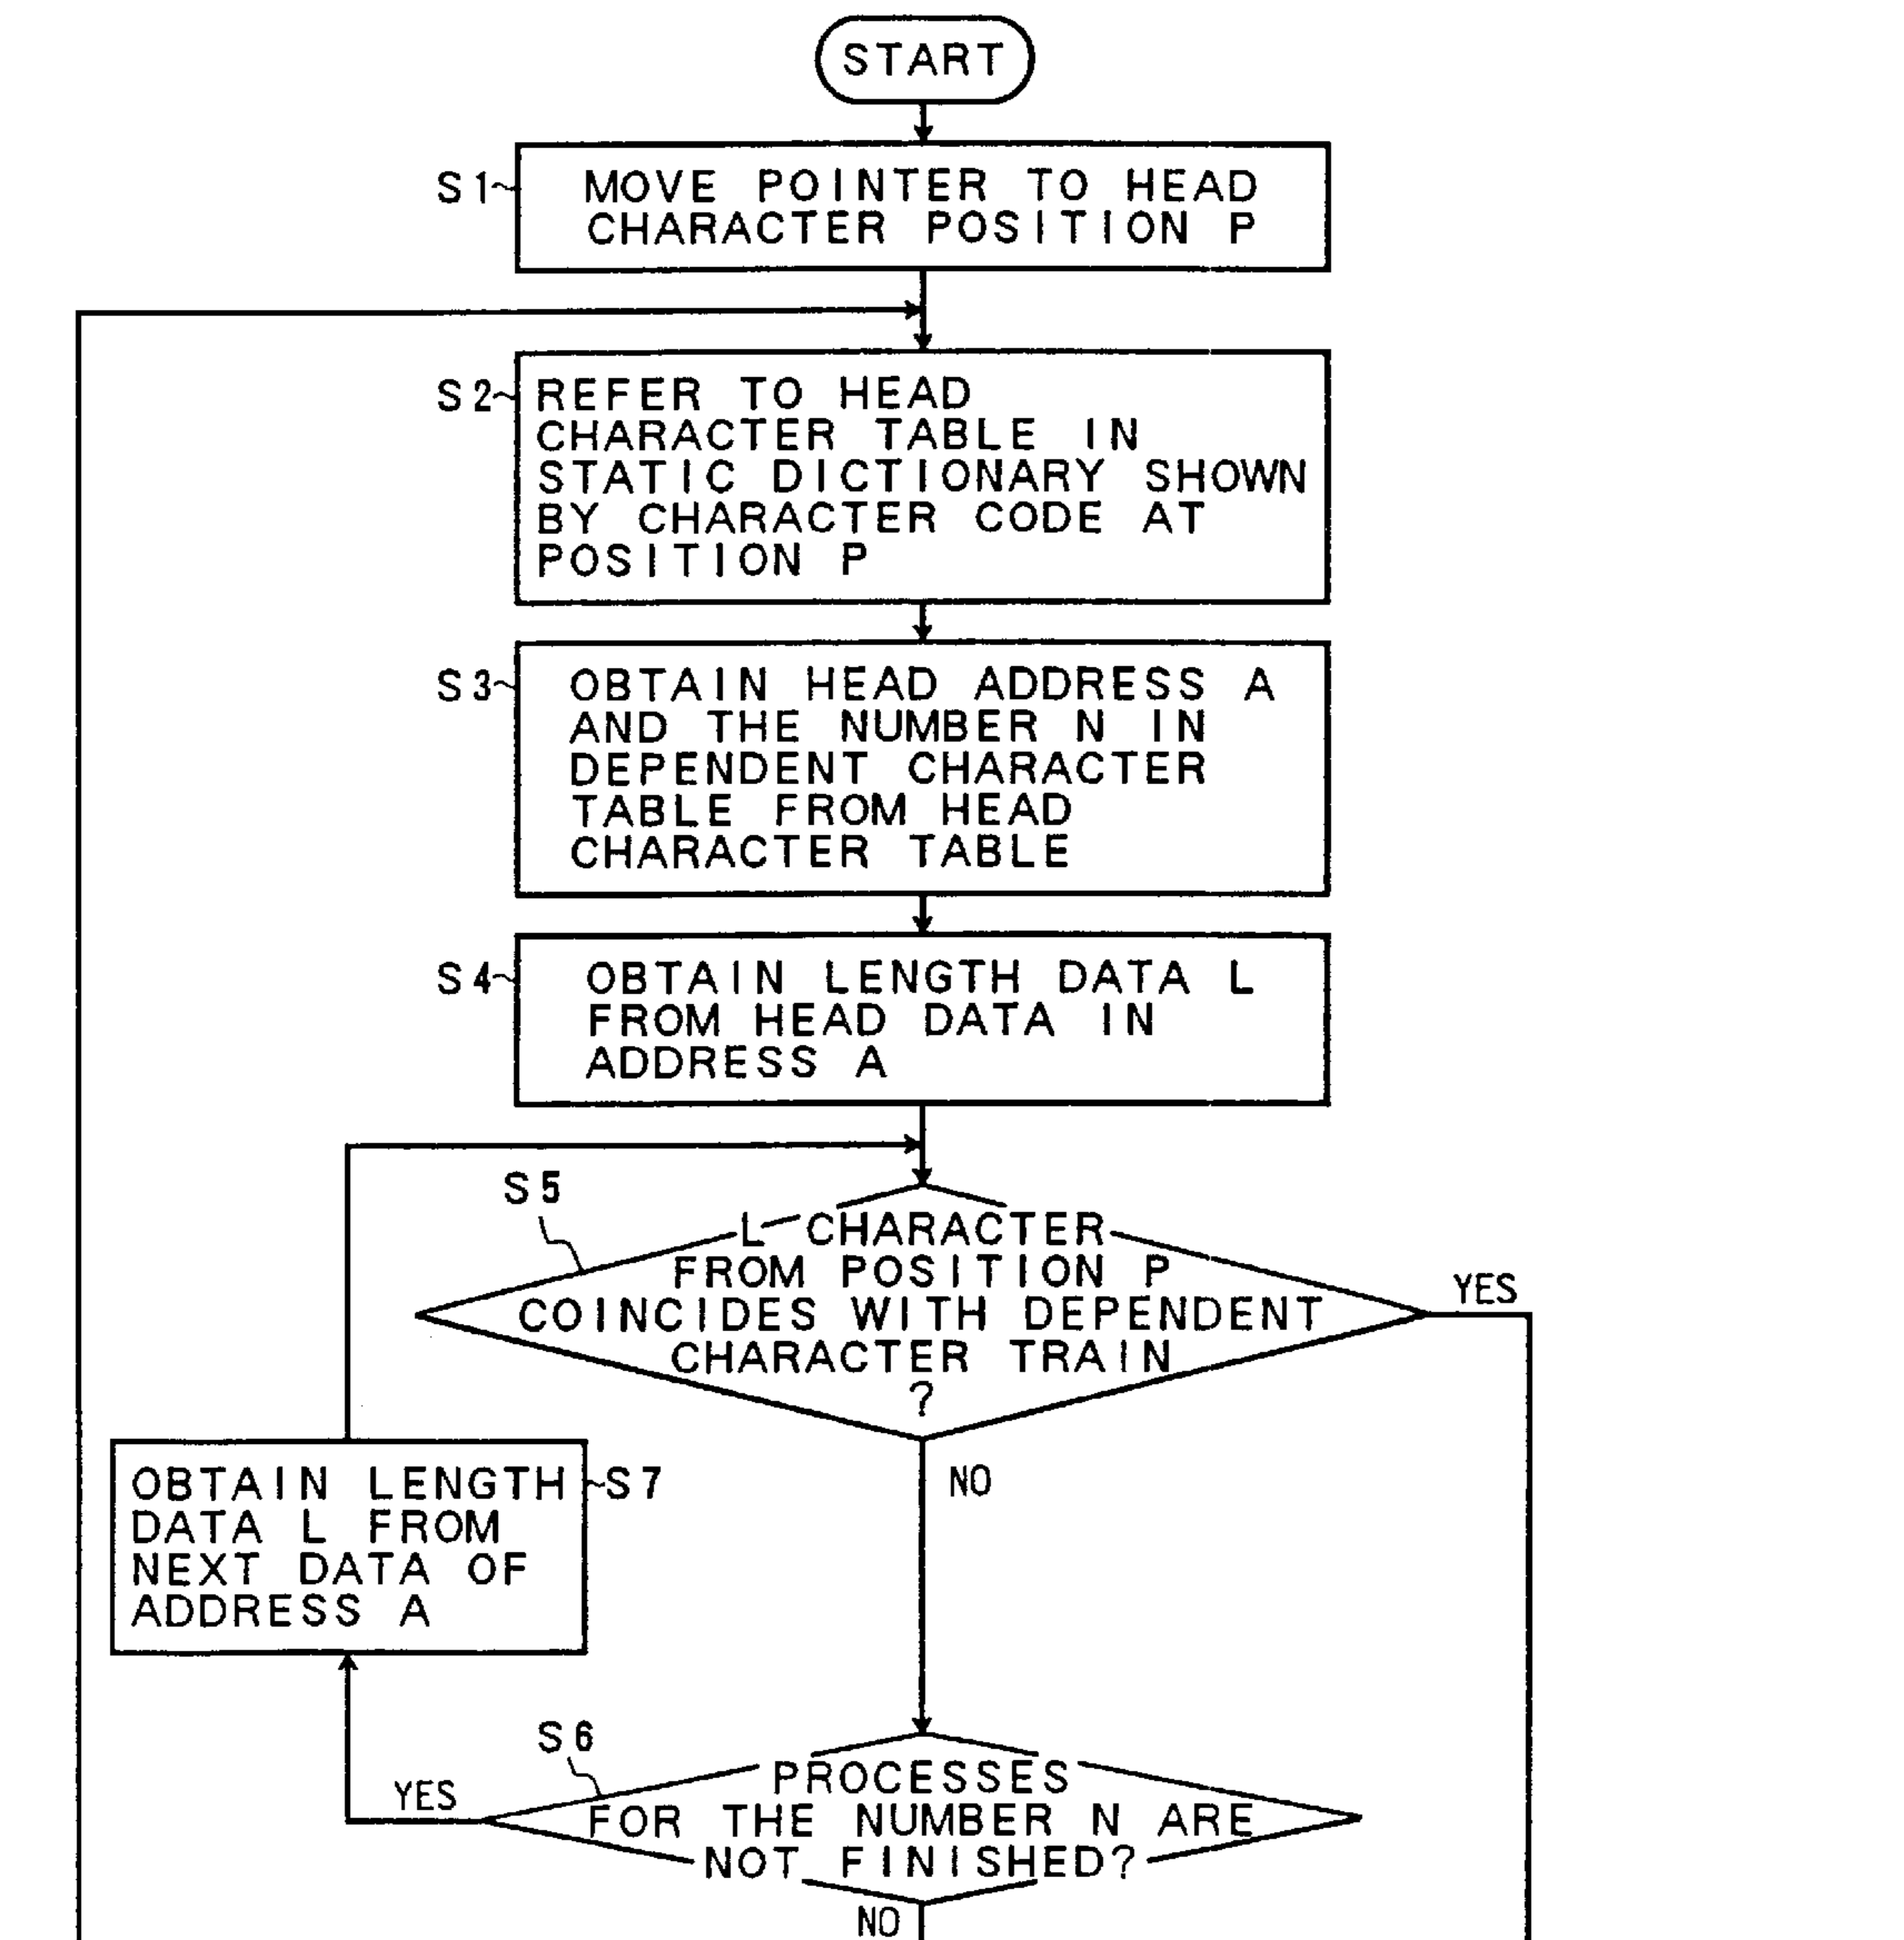 START
S1
MOVE POINTER TO HEAD
CHARACTER POSITION P
S2
REFER TO HEAD
CHARACTER TABLE IN
STATIC DICTIONARY SHOWN
BY CHARACTER CODE AT
POSITION P
S3
OBTAIN HEAD ADDRESS A
AND THE NUMBER N IN
DEPENDENT CHARACTER
TABLE FROM HEAD
CHARACTER TABLE
S4
OBTAIN LENGTH DATA L
FROM HEAD DATA IN
ADDRESS A
S5
L CHARACTER
FROM POSITION P
COINCIDES WITH DEPENDENT
CHARACTER TRAIN
?
YES
NO
OBTAIN LENGTH
DATA L FROM
NEXT DATA OF
ADDRESS A
S7
S6
PROCESSES
FOR THE NUMBER N ARE
NOT FINISHED?
YES
NO